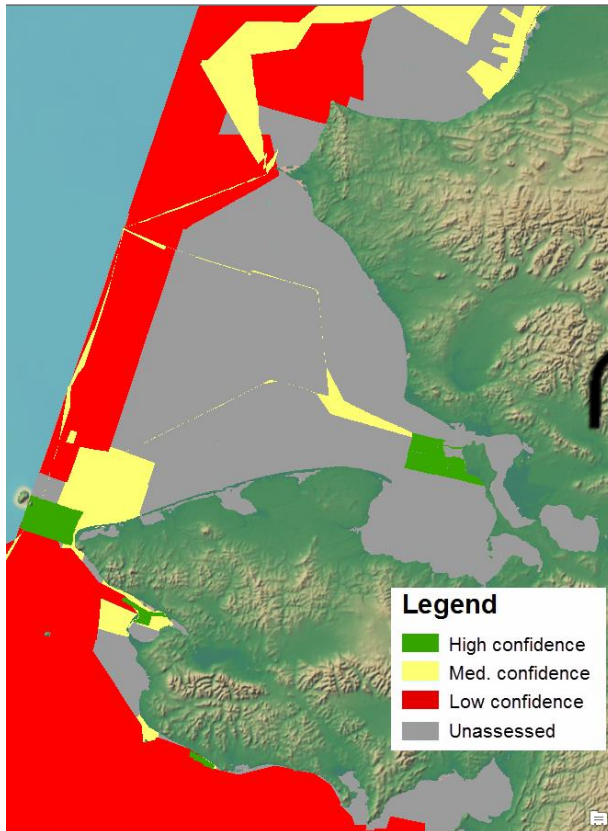 Legend
High confidence
Med. confidence
Low confidence
Unassessed